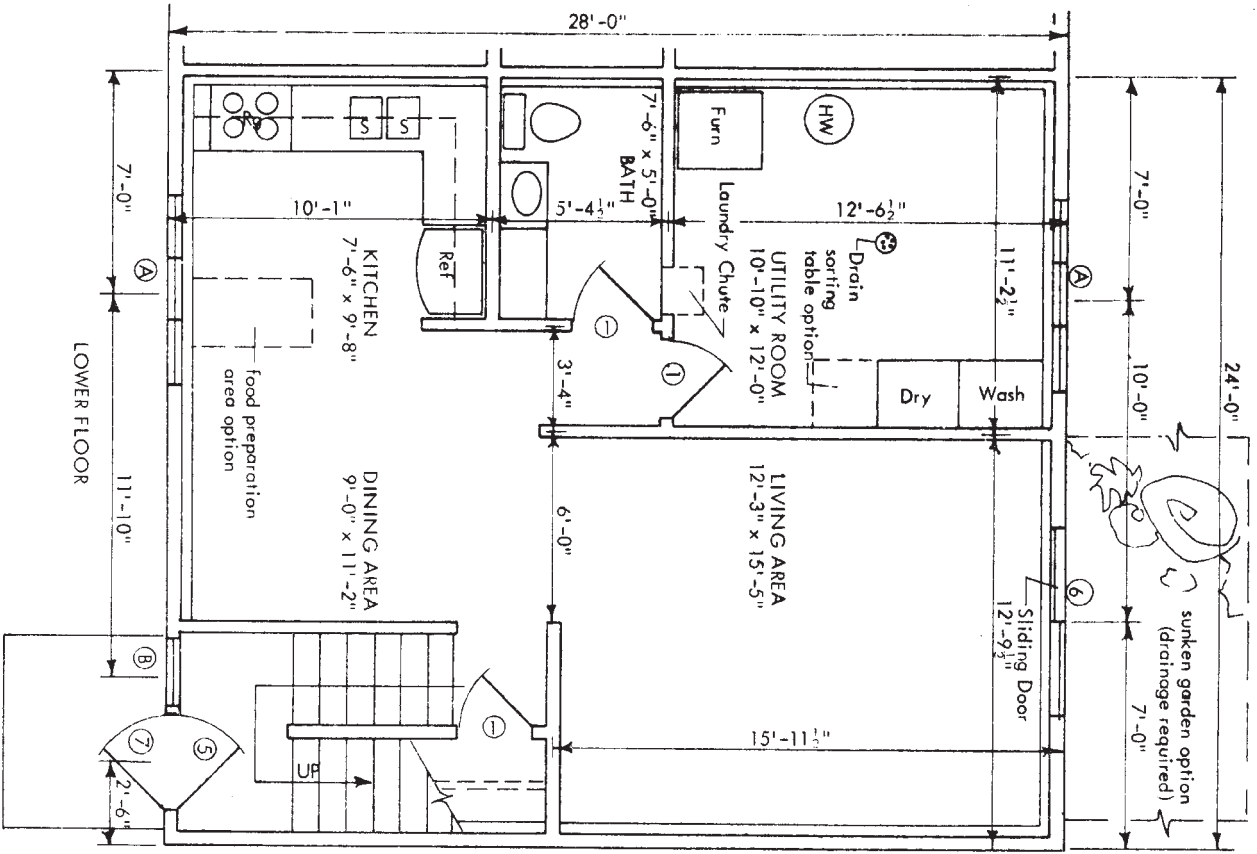 28'-0"
24'-0"
7'-0"
10'-0"
7'-0"
sunken garden option
(drainage required)
A
6
Sliding Door
12'-9½"
11'-2½"
HW
Furn
Wash
Dry
12'-6½"
Drain
sorting
table option
UTILITY ROOM
10'-10" x 12'-0"
Laundry Chute
LIVING AREA
12'-3" x 15'-5"
15'-11½"
BATH
7'-6" x 5'-0"
5'-4½"
1
1
3'-4"
6'-0"
Rg
S
S
Ref
10'-1"
KITCHEN
7'-6" x 9'-8"
DINING AREA
9'-0" x 11'-2"
food preparation
area option
1
UP
5
7
B
A
7'-0"
11'-10"
2'-6"
LOWER FLOOR